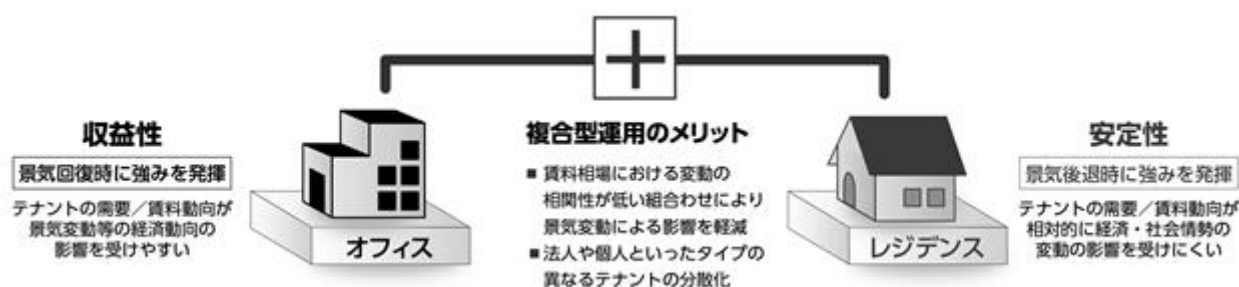 収益性
景気回復時に強みを発揮
テナントの需要／賃料動向が
景気変動等の経済動向の
影響を受けやすい
オフィス
複合型運用のメリット
■ 賃料相場における変動の
相関性が低い組合わせにより
景気変動による影響を軽減
■ 法人や個人といったタイプの
異なるテナントの分散化
レジデンス
安定性
景気後退時に強みを発揮
テナントの需要／賃料動向が
相対的に経済・社会情勢の
変動の影響を受けにくい